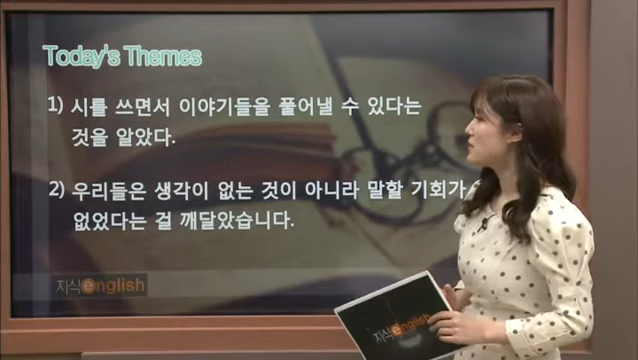 Today's Themes
1) 시를 쓰면서 이야기들을 풀어낼 수 있다는
것을 알았다.
2) 우리들은 생각이 없는 것이 아니라 말할 기회가
없었다는 걸 깨달았습니다.
지식english
지식english